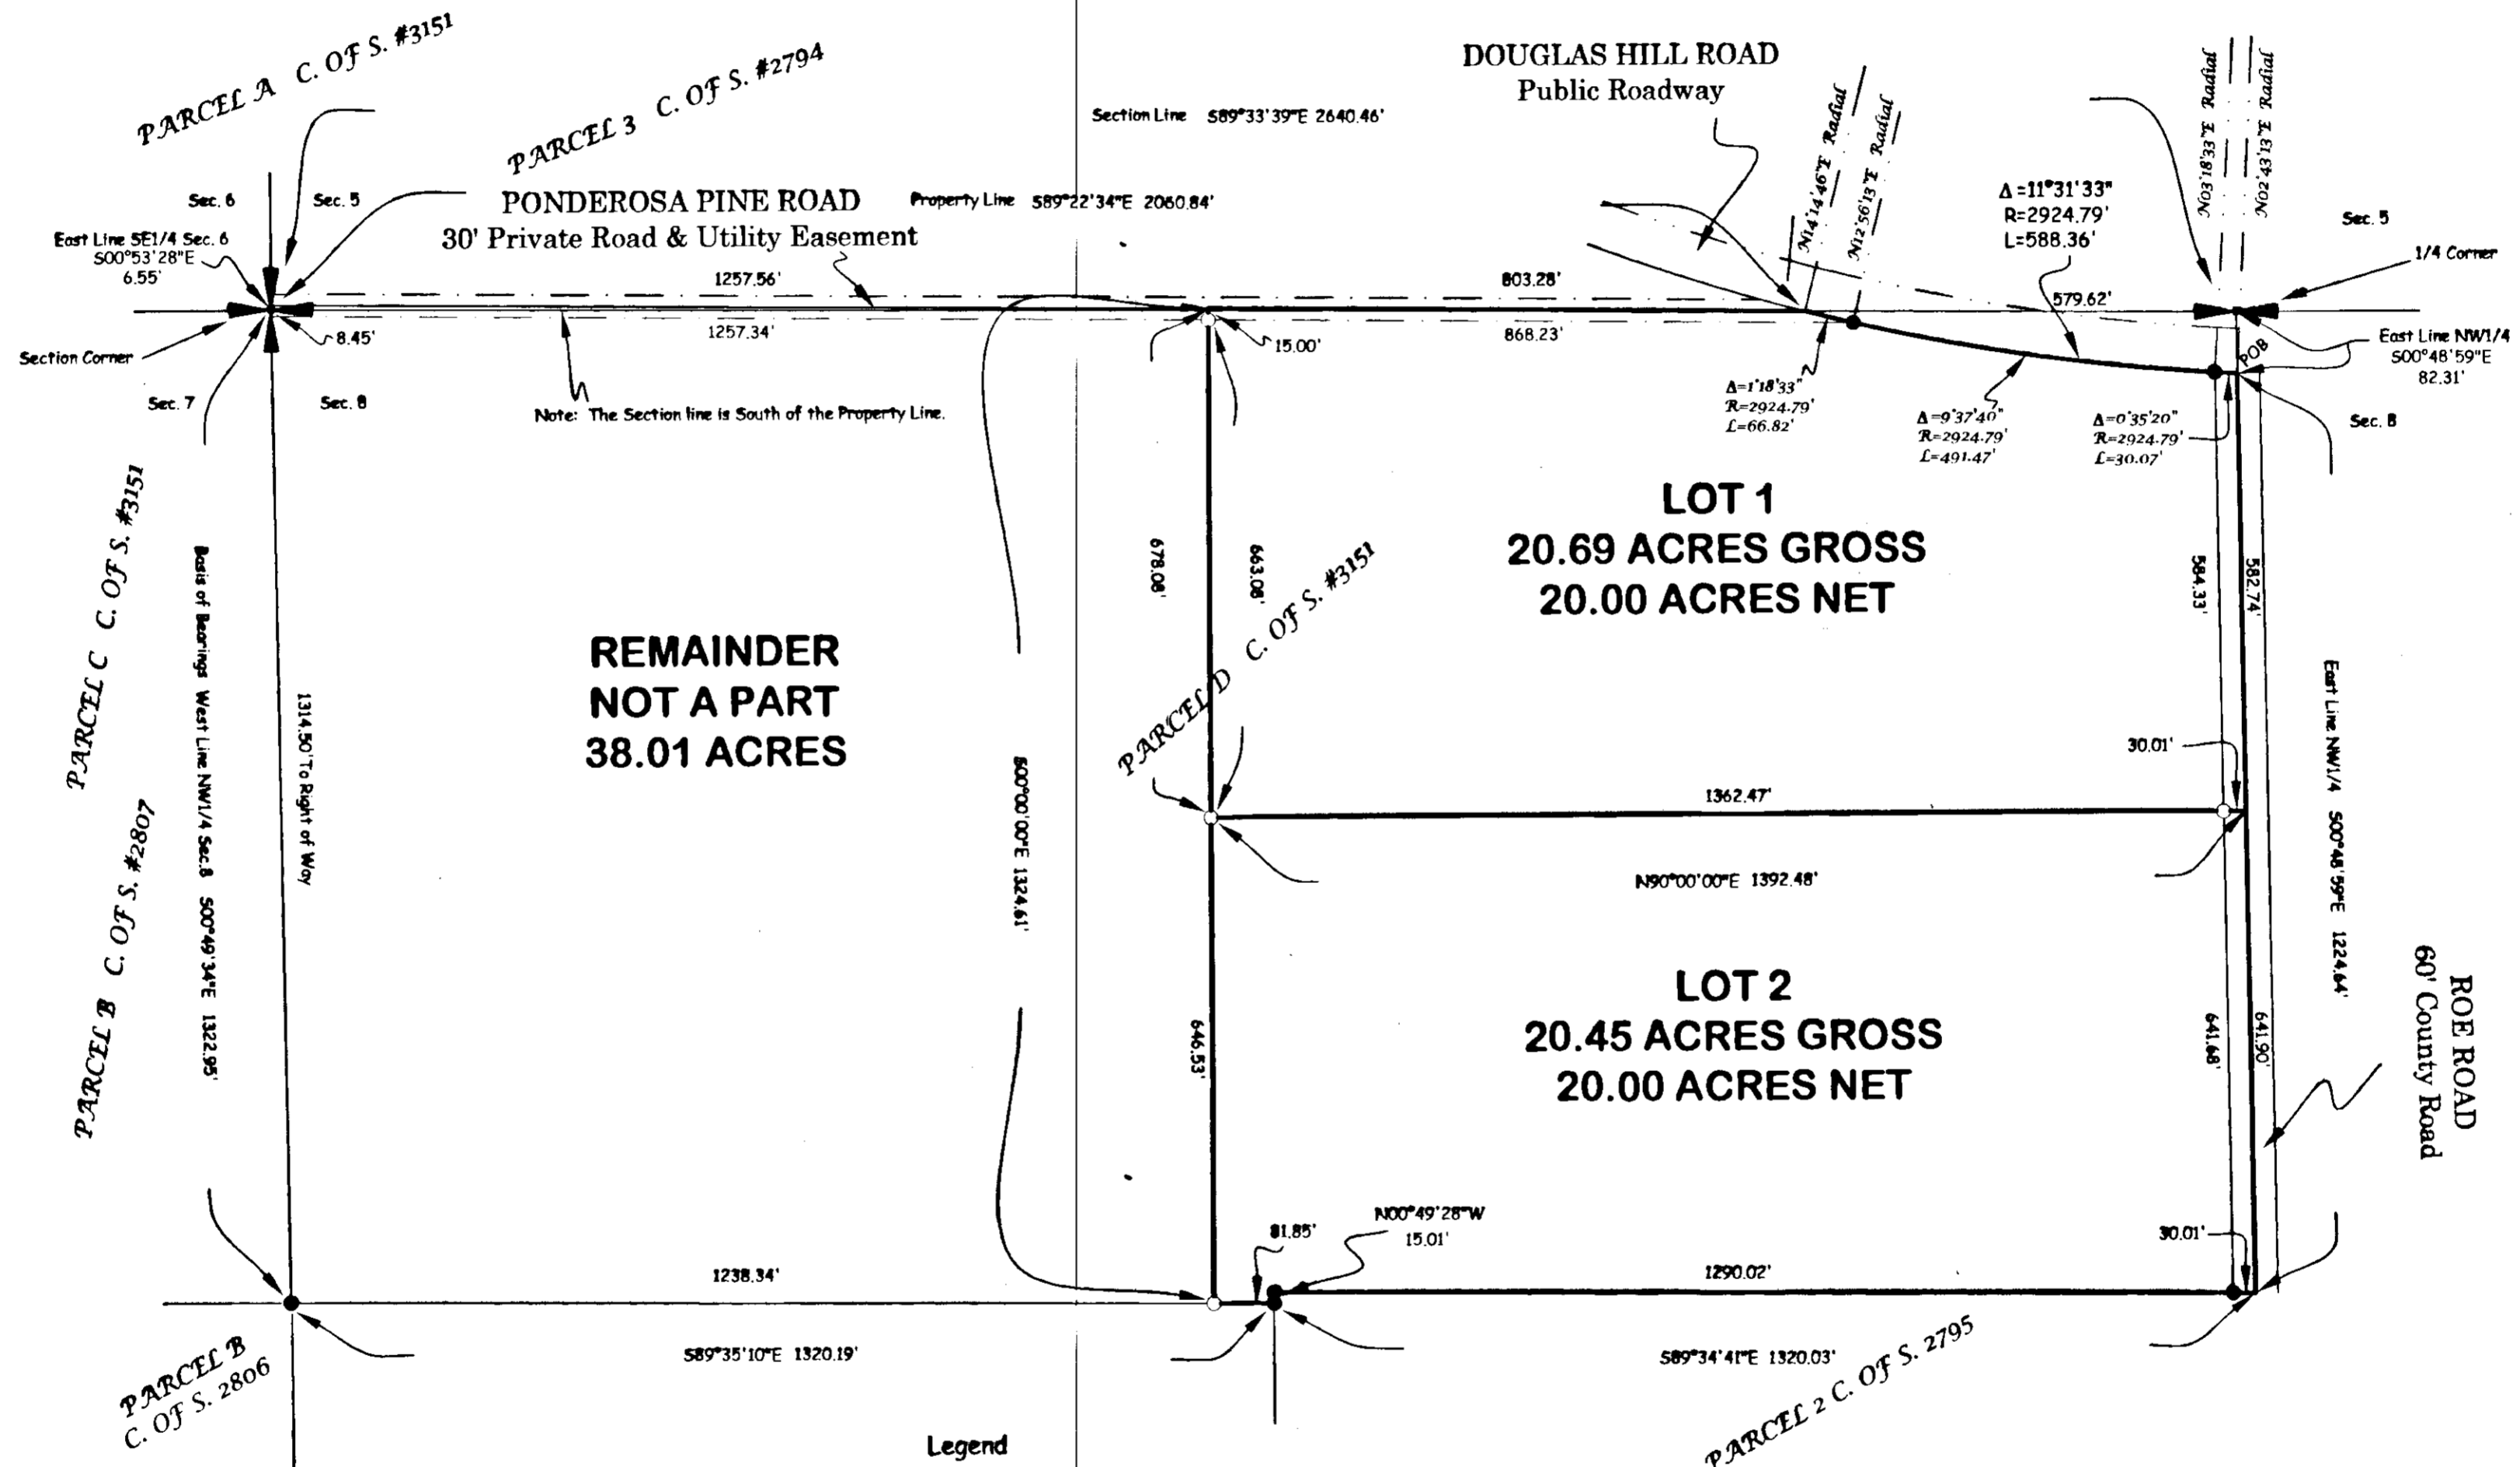 PARCEL A C. OF S. #3151
PARCEL 3 C. OF S. #2794
DOUGLAS HILL ROAD
Public Roadway
Section Line S89°33'39"E 2640.46'
N14°14'46"E Radial
N12°56'13"E Radial
N03°18'33"E Radial
N02°43'13"E Radial
Sec. 6
Sec. 5
PONDEROSA PINE ROAD
30' Private Road & Utility Easement
Property Line S89°22'34"E 2060.84'
Δ=11°31'33"
R=2924.79'
L=588.36'
Sec. 5
1/4 Corner
East Line SE1/4 Sec. 6
S00°53'28"E
6.55'
1257.56'
803.28'
579.62'
Section Corner
8.45'
1257.34'
15.00'
868.23'
POB
East Line NW1/4
S00°48'59"E
82.31'
Sec. 7
Sec. 8
Note: The Section line is South of the Property Line.
Δ=1°18'33"
R=2924.79'
L=66.82'
Δ=9°37'40"
R=2924.79'
L=491.47'
Δ=0°35'20"
R=2924.79'
L=30.07'
Sec. 8
PARCEL C C. OF S. #3151
PARCEL B C. OF S. #2807
Basis of Bearings West Line NW1/4 Sec.8 S00°49'34"E 1322.95'
1314.50' To Right of Way
REMAINDER
NOT A PART
38.01 ACRES
S00°00'00"E 1324.61'
678.08'
663.08'
PARCEL D C. OF S. #3151
LOT 1
20.69 ACRES GROSS
20.00 ACRES NET
584.33'
582.74'
30.01'
1362.47'
N90°00'00"E 1392.48'
East Line NW1/4 S00°48'59"E 1224.64'
LOT 2
20.45 ACRES GROSS
20.00 ACRES NET
646.53'
641.68'
641.90'
ROE ROAD
60' County Road
81.85'
N00°49'28"W
15.01'
30.01'
1238.34'
1290.02'
S89°35'10"E 1320.19'
S89°34'41"E 1320.03'
PARCEL B
C. OF S. 2806
PARCEL 2 C. OF S. 2795
Legend